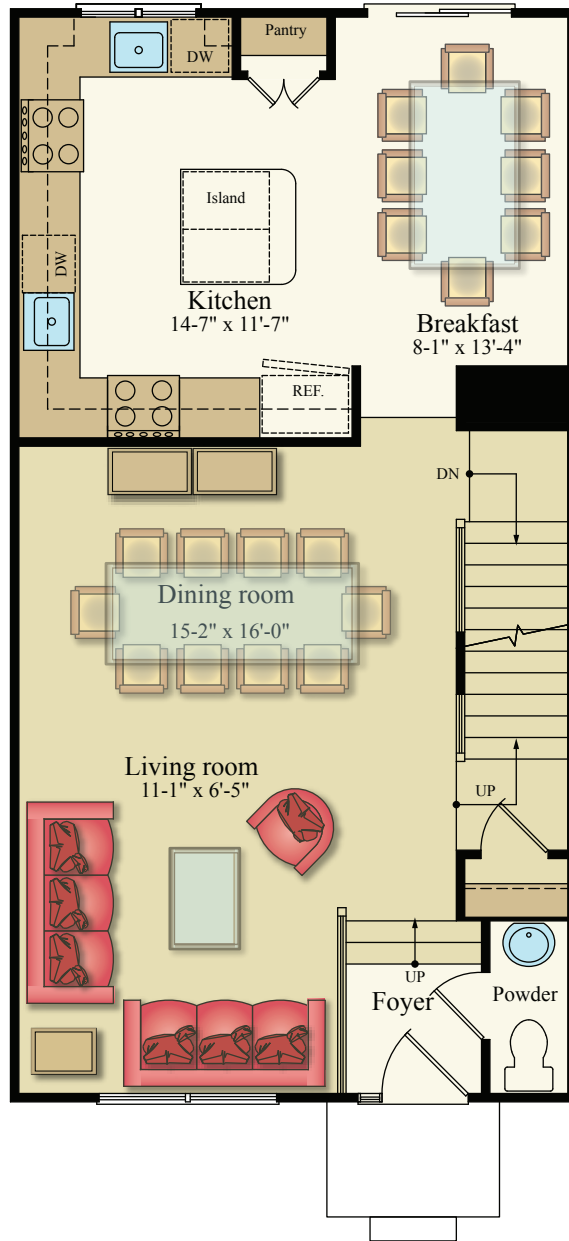 Pantry
DW
Island
DW
Kitchen
14-7" x 11'-7"
Breakfast
8-1" x 13'-4"
REF.
DN
Dining room
15-2" x 16'-0"
Living room
11-1" x 6'-5"
UP
UP
Foyer
Powder